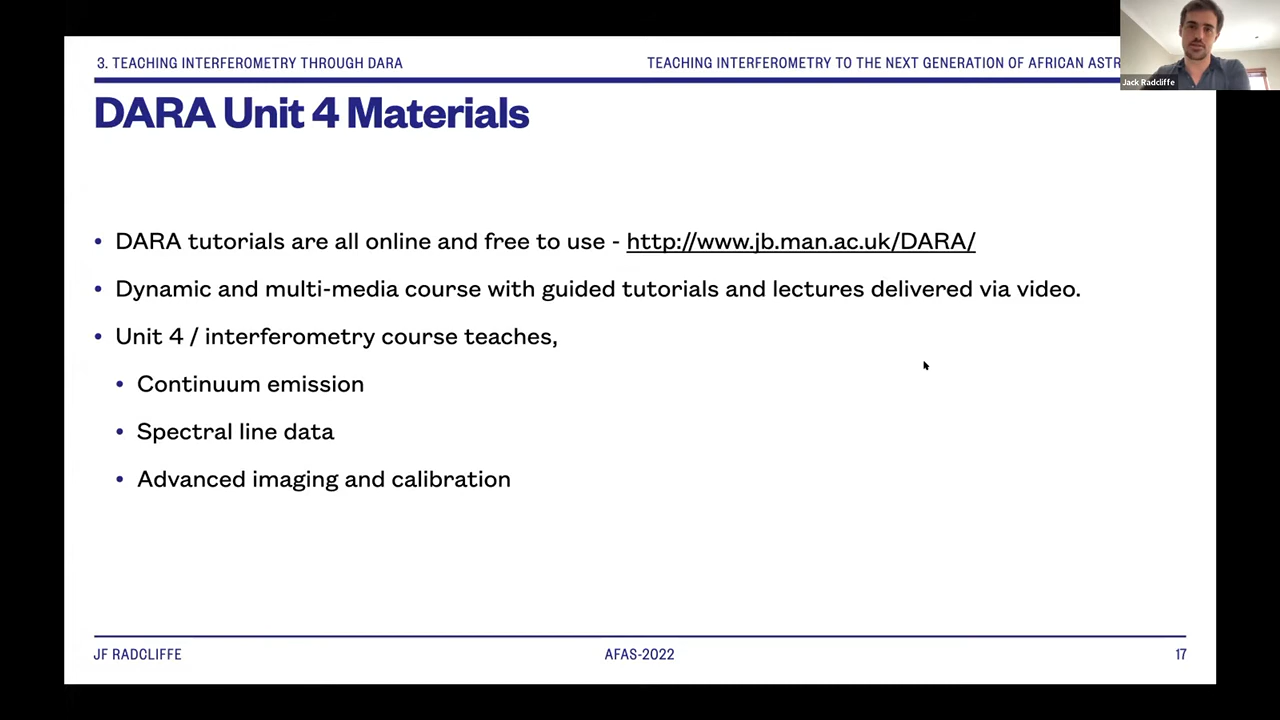 3. TEACHING INTERFEROMETRY THROUGH DARA
TEACHING INTERFEROMETRY TO THE NEXT GENERATION OF AFRICAN
Jack Radcliffe
DARA Unit 4 Materials
• DARA tutorials are all online and free to use - http://www.jb.man.ac.uk/DARA/
• Dynamic and multi-media course with guided tutorials and lectures delivered via video.
• Unit 4 / interferometry course teaches,
• Continuum emission
• Spectral line data
• Advanced imaging and calibration
JF RADCLIFFE
AFAS-2022
17